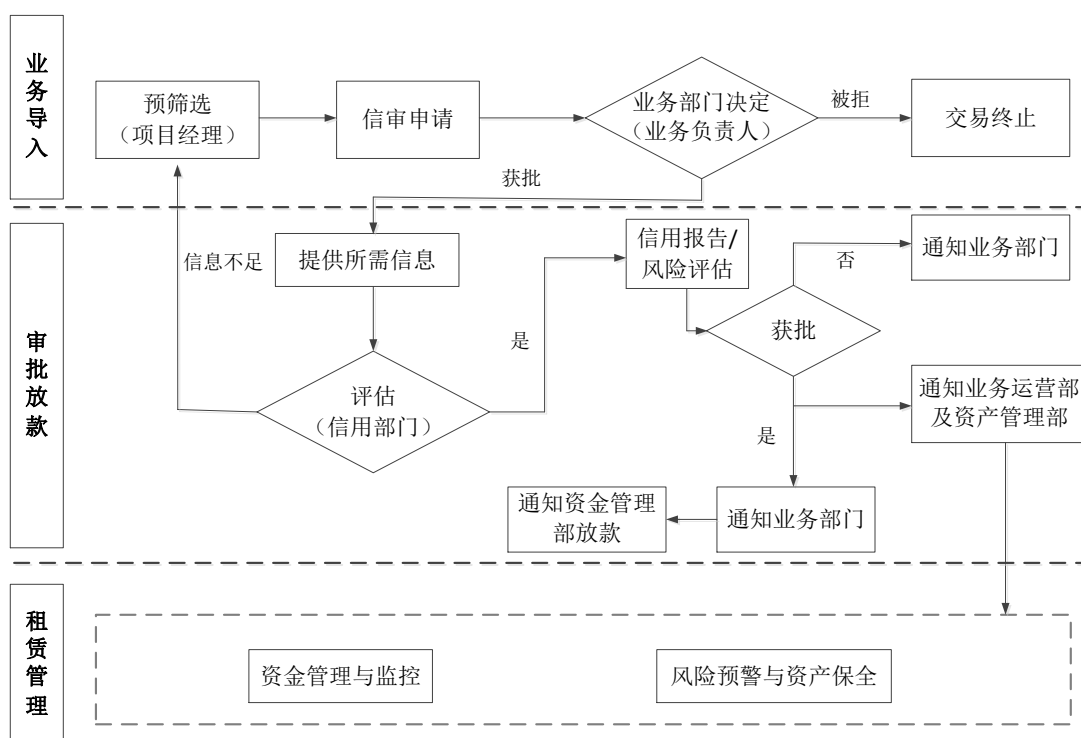 业务导入
预筛选
（项目经理）
信审申请
业务部门决定
（业务负责人）
被拒
交易终止
获批
审批放款
信息不足
提供所需信息
信用报告/
风险评估
否
通知业务部门
是
获批
评估
（信用部门）
通知业务运营部
及资产管理部
是
通知资金管理
部放款
通知业务部门
租赁管理
资金管理与监控
风险预警与资产保全